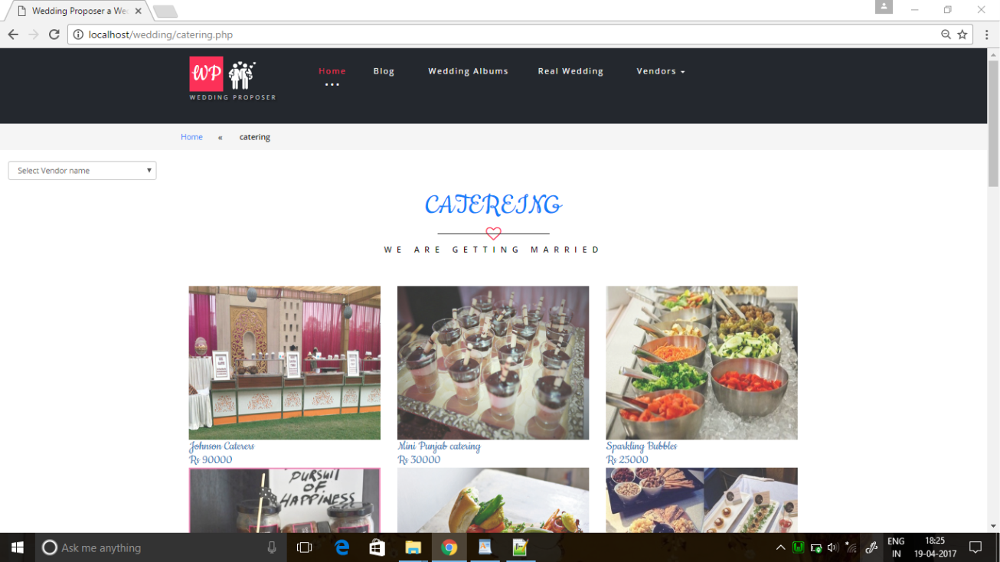 Wedding Proposer a We
localhost/wedding/catering.php
WP
WEDDING PROPOSER
Home
Blog
Wedding Albums
Real Wedding
Vendors
Home « catering
Select Vendor name
CATEREING
WE ARE GETTING MARRIED
Johnson Caterers
Rs 90000
Mini Punjab catering
Rs 30000
Sparkling Bubbles
Rs 25000
PURSUIT
OF
HAPPINESS
Ask me anything
ENG
IN
18:25
19-04-2017